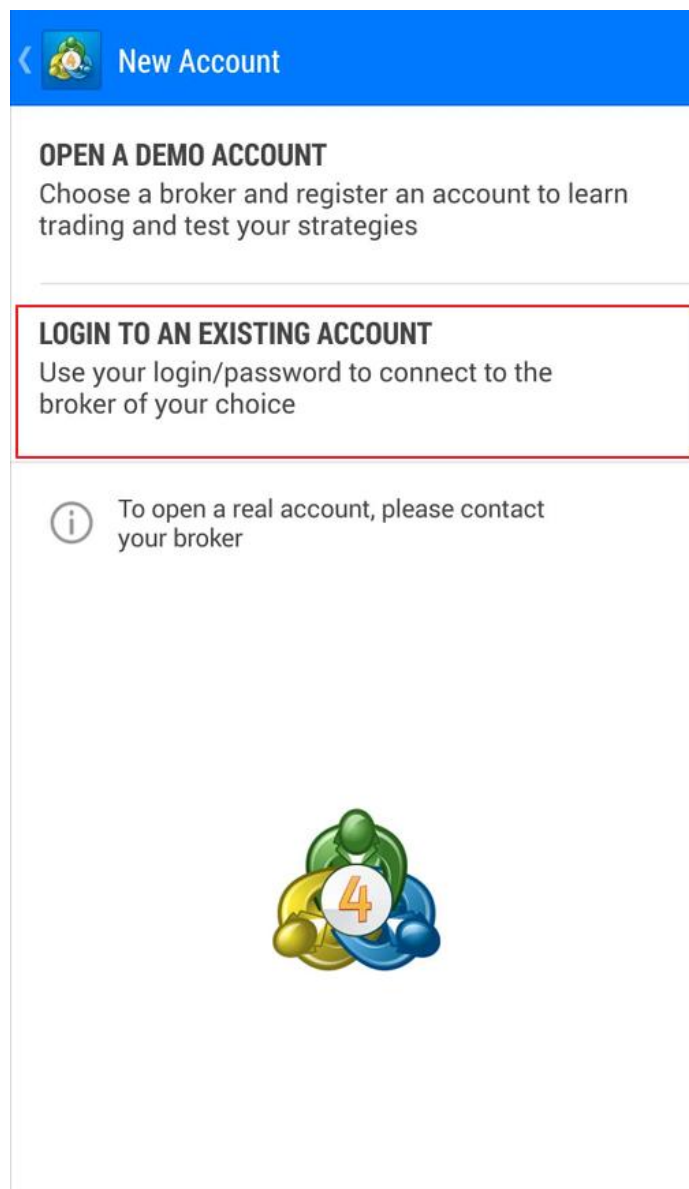 New Account
OPEN A DEMO ACCOUNT
Choose a broker and register an account to learn
trading and test your strategies
LOGIN TO AN EXISTING ACCOUNT
Use your login/password to connect to the
broker of your choice
To open a real account, please contact
your broker
4